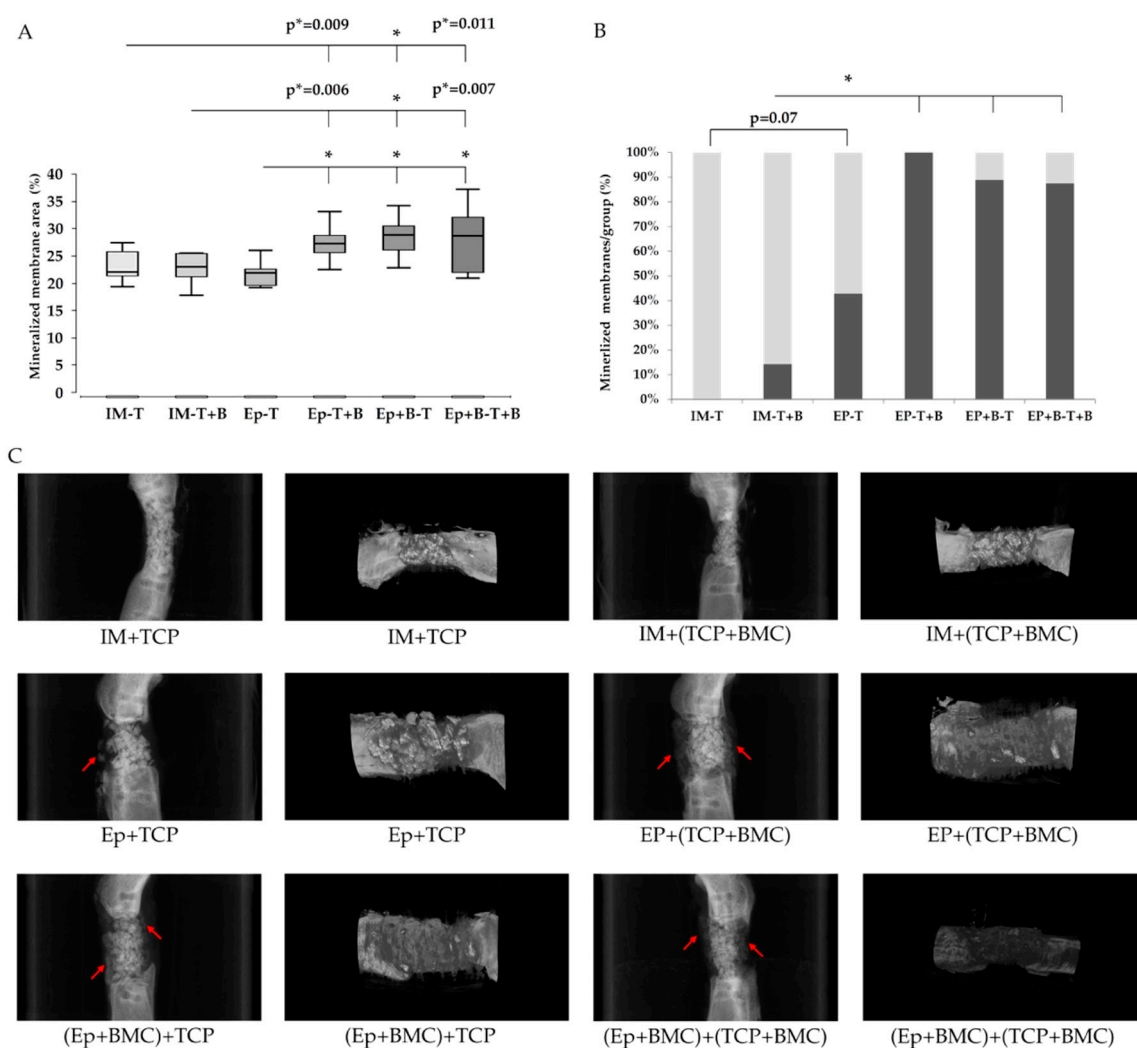 A
p*=0.009 * p*=0.011
p*=0.006 * p*=0.007
* * *
Mineralized membrane area (%)
40
35
30
25
20
15
10
5
0
IM-T IM-T+B Ep-T Ep-T+B Ep+B-T Ep+B-T+B
B
*
p=0.07
Minerlized membranes/group (%)
100%
90%
80%
70%
60%
50%
40%
30%
20%
10%
0%
IM-T IM-T+B EP-T EP-T+B EP+B-T EP+B-T+B
C
IM+TCP IM+TCP IM+(TCP+BMC) IM+(TCP+BMC)
Ep+TCP Ep+TCP EP+(TCP+BMC) EP+(TCP+BMC)
(Ep+BMC)+TCP (Ep+BMC)+TCP (Ep+BMC)+(TCP+BMC) (Ep+BMC)+(TCP+BMC)